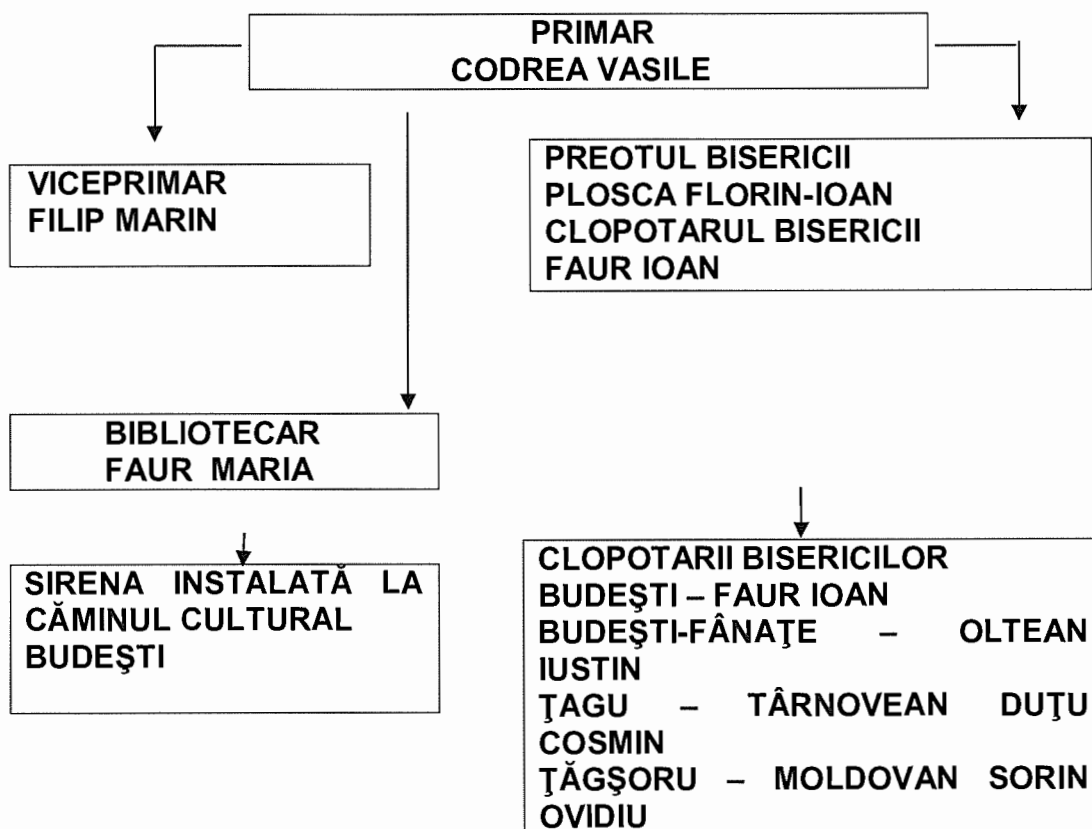 PRIMAR
CODREA VASILE
VICEPRIMAR
FILIP MARIN
PREOTUL BISERICII
PLOSCA FLORIN-IOAN
CLOPOTARUL BISERICII
FAUR IOAN
BIBLIOTECAR
FAUR MARIA
SIRENA INSTALATĂ LA
CĂMINUL CULTURAL
BUDEŞTI
CLOPOTARII BISERICILOR
BUDEŞTI – FAUR IOAN
BUDEŞTI-FÂNAŢE – OLTEAN
IUSTIN
ŢAGU – TÂRNOVEAN DUŢU
COSMIN
ŢĂGŞORU – MOLDOVAN SORIN
OVIDIU